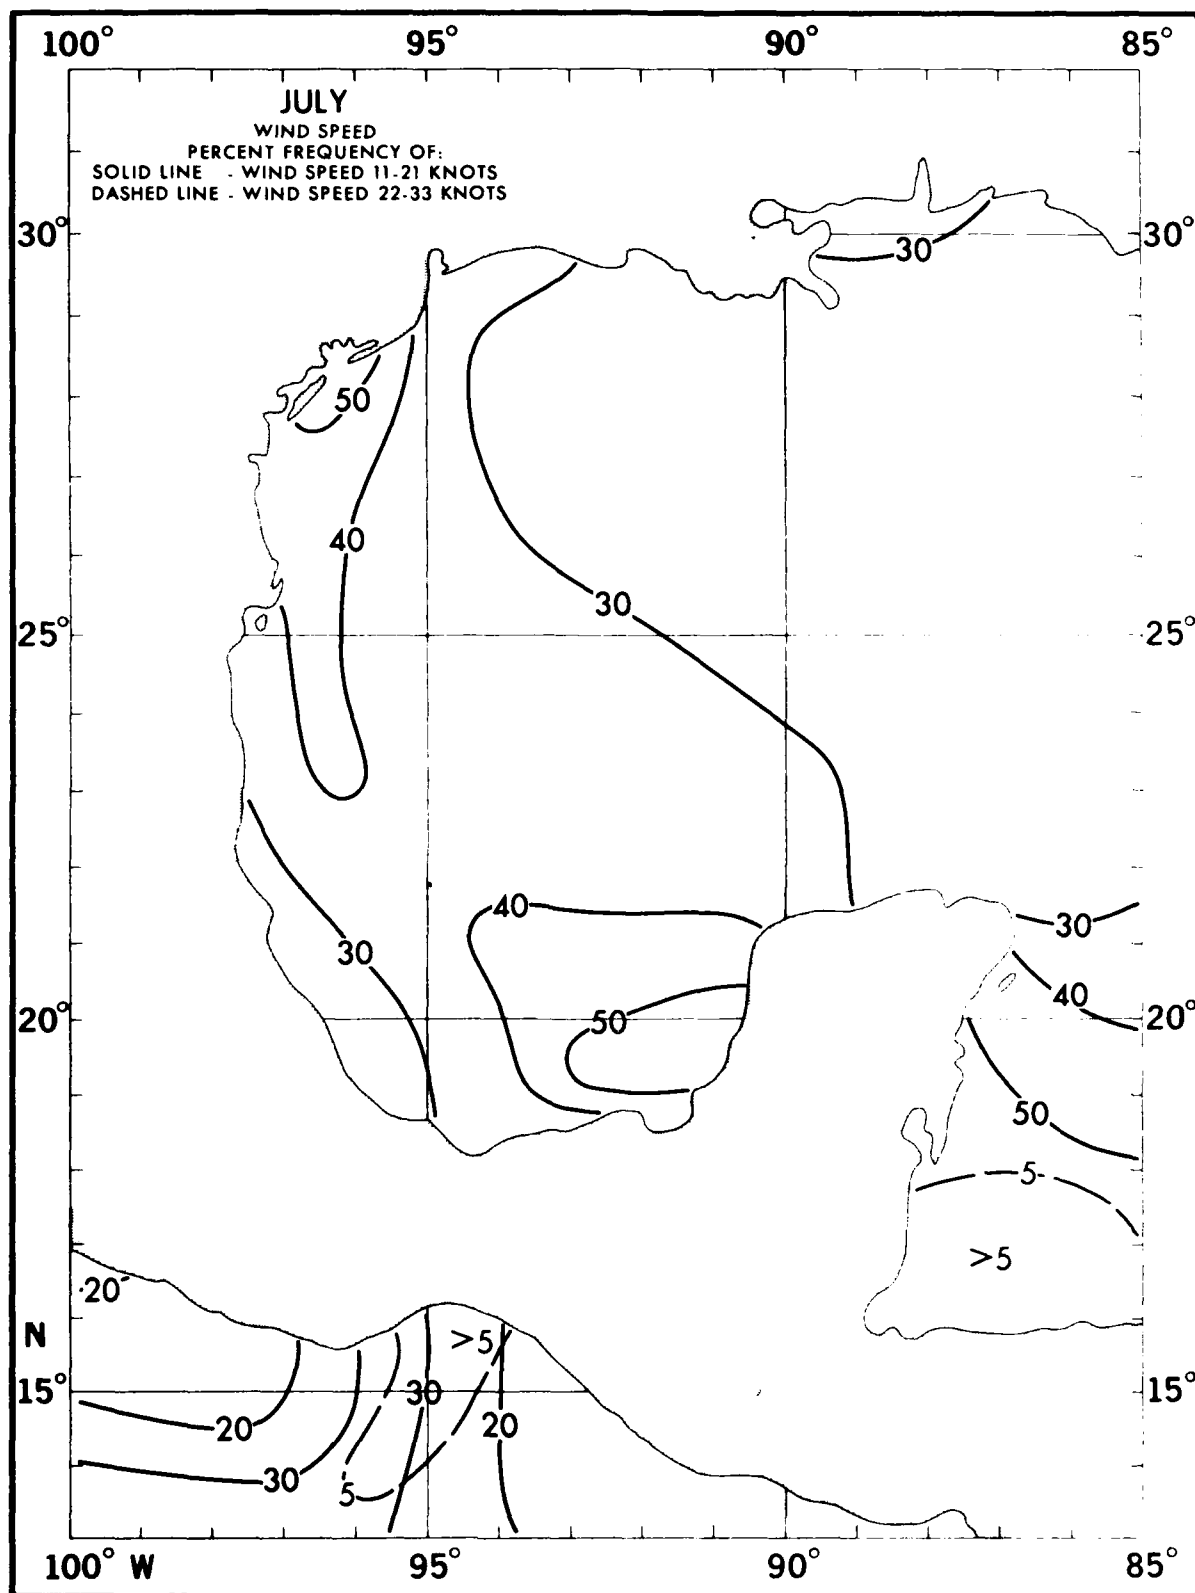 100° 95° 90° 85°
JULY
WIND SPEED
PERCENT FREQUENCY OF:
SOLID LINE - WIND SPEED 11-21 KNOTS
DASHED LINE - WIND SPEED 22-33 KNOTS
30° 30 30°
50
40
30
25° 25°
40
30 30
40
20° 50 20°
50
5
>5
20
N >5
15° 30 15°
20 20
30 5
100° W 95° 90° 85°